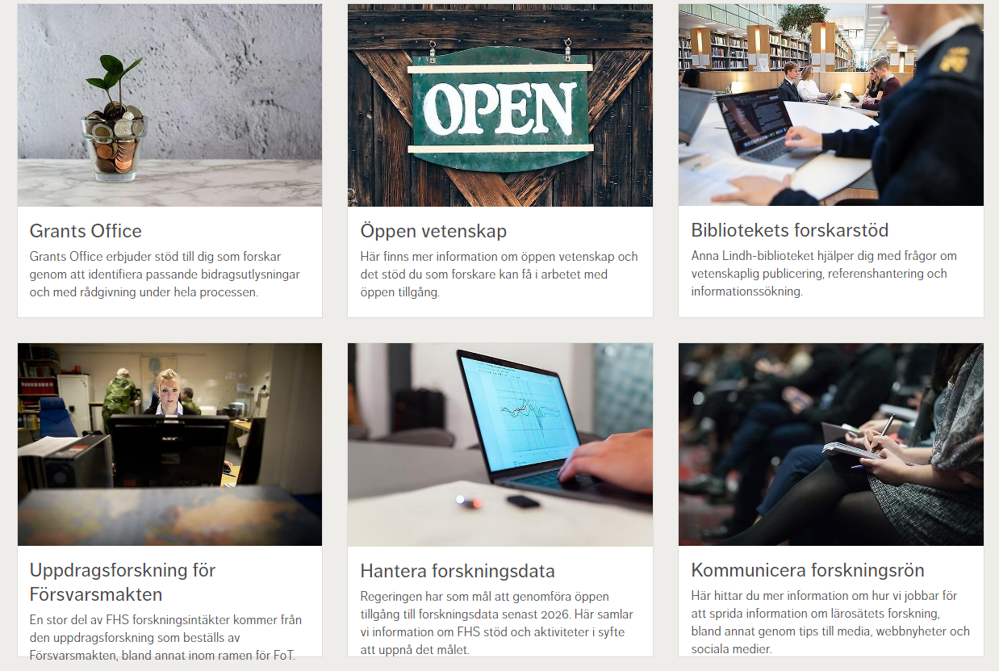 OPEN
Grants Office
Grants Office erbjuder stöd till dig som forskar
genom att identifiera passande bidragsutlysningar
och med rådgivning under hela processen.
Öppen vetenskap
Här finns mer information om öppen vetenskap och
det stöd du som forskare kan få i arbetet med
öppen tillgång.
Bibliotekets forskarstöd
Anna Lindh-biblioteket hjälper dig med frågor om
vetenskaplig publicering, referenshantering och
informationssökning.
Uppdragsforskning för
Försvarsmakten
En stor del av FHS forskningsintäkter kommer från
den uppdragsforskning som beställs av
Försvarsmakten, bland annat inom ramen för FoT.
Hantera forskningsdata
Regeringen har som mål att genomföra öppen
tillgång till forskningsdata senast 2026. Här samlar
vi information om FHS stöd och aktiviteter i syfte
att uppnå det målet.
Kommunicera forskningsrön
Här hittar du mer information om hur vi jobbar för
att sprida information om lärosätets forskning,
bland annat genom tips till media, webbnyheter och
sociala medier.